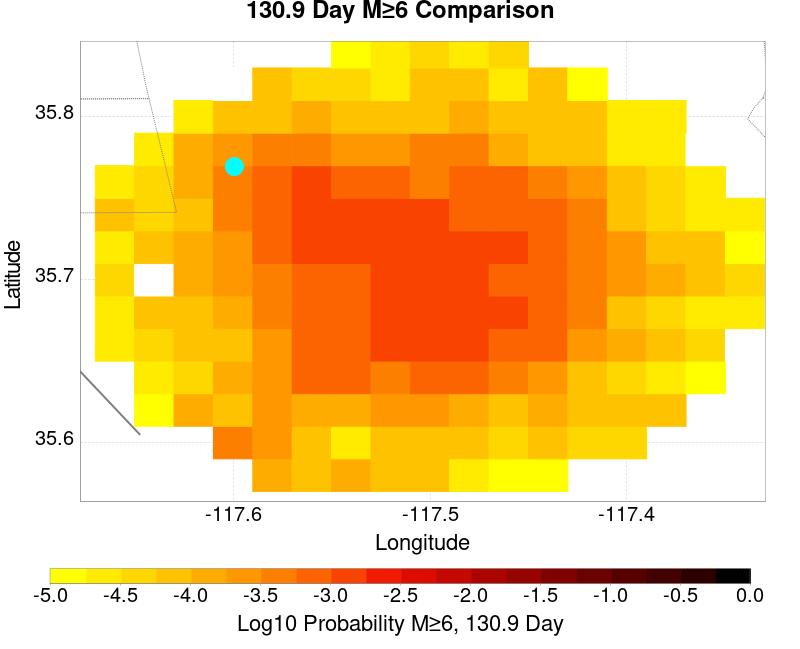 130.9 Day M≥6 Comparison
35.8
35.7
35.6
Latitude
-117.6 -117.5 -117.4
Longitude
-5.0 -4.5 -4.0 -3.5 -3.0 -2.5 -2.0 -1.5 -1.0 -0.5 0.0
Log10 Probability M≥6, 130.9 Day